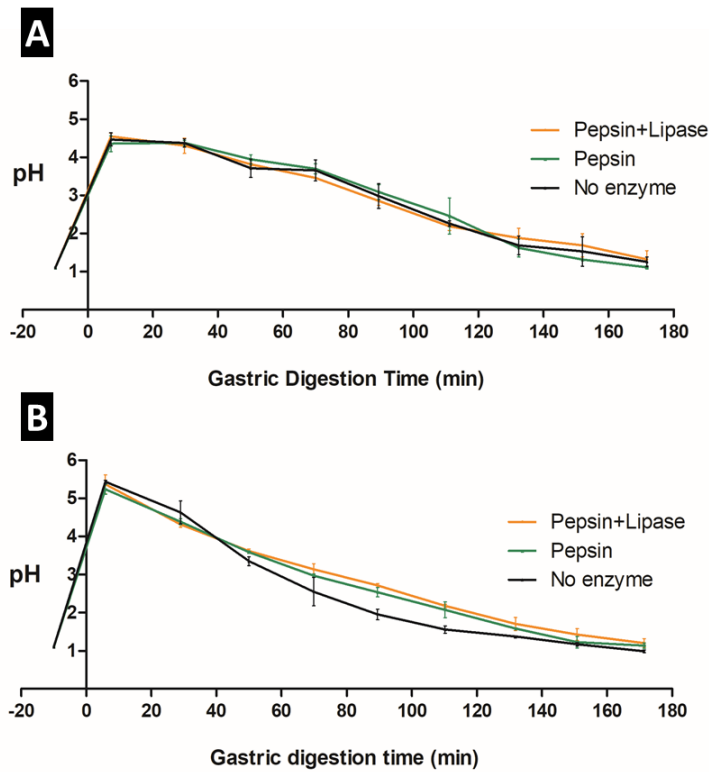 A
6
5
4
3
2
1
pH
Pepsin+Lipase
Pepsin
No enzyme
-20 0 20 40 60 80 100 120 140 160 180
Gastric Digestion Time (min)
B
6
5
4
3
2
1
pH
Pepsin+Lipase
Pepsin
No enzyme
-20 0 20 40 60 80 100 120 140 160 180
Gastric digestion time (min)